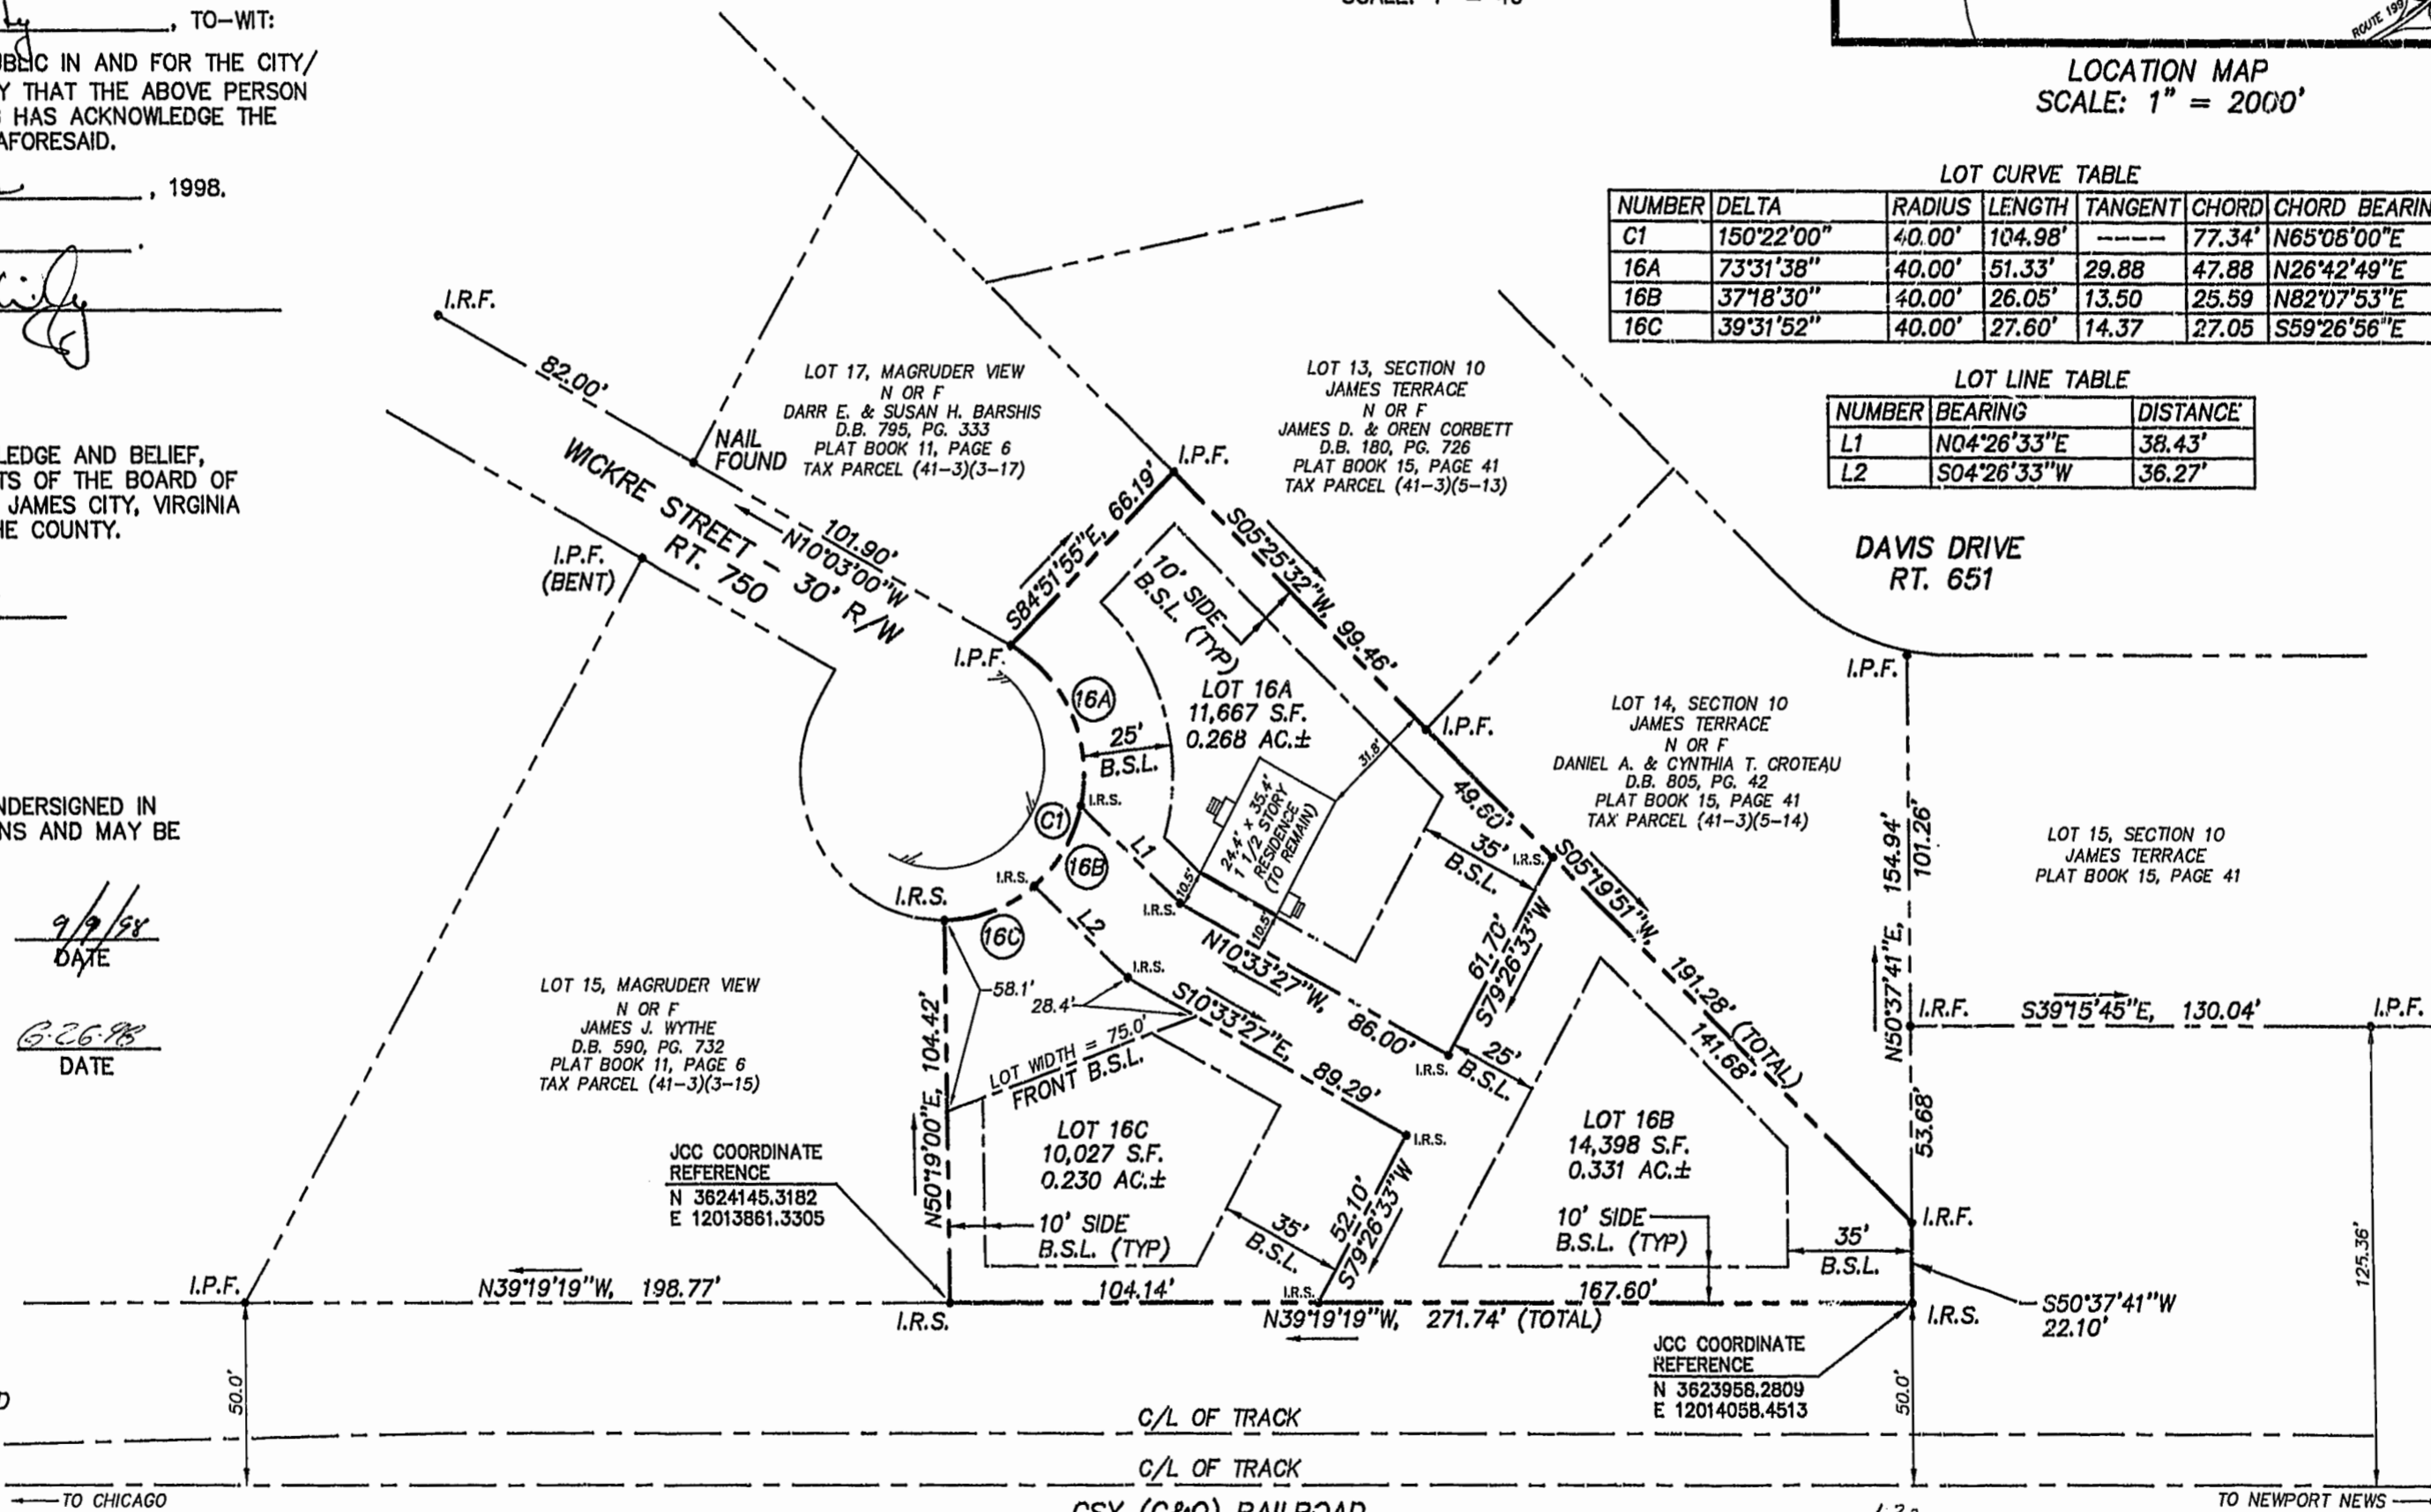 , TO-WIT:
IN AND FOR THE CITY/
THAT THE ABOVE PERSON
HAS ACKNOWLEDGE THE
AFORESAID.
, 1998.
BELIEF,
OF THE BOARD OF
JAMES CITY, VIRGINIA
COUNTY.
IN
AND MAY BE
9/9/98
DATE
DATE
ROUTE 199
LOCATION MAP
SCALE: 1" = 2000'
LOT CURVE TABLE
NUMBER DELTA RADIUS LENGTH TANGENT CHORD CHORD
C1 150°22'00" 40.00' 104.98' ---- 77.34' N65°08'00"E
16A 73°31'38" 40.00' 51.33' 29.88 47.88 N26°42'49"E
16B 37°18'30" 40.00' 26.05' 13.50 25.59 N82°07'53"E
16C 39°31'52" 40.00' 27.60' 14.37 27.05 S59°26'56"E
LOT LINE TABLE
NUMBER BEARING DISTANCE
L1 N04°26'33"E 38.43'
L2 S04°26'33"W 36.27'
DAVIS DRIVE
RT. 651
I.R.F.
82.00'
NAIL
FOUND
LOT 17, MAGRUDER VIEW
N OR F
DARR E. & SUSAN H. BARSHIS
D.B. 795, PG. 333
PLAT BOOK 11, PAGE 6
TAX PARCEL (41-3)(3-17)
LOT 13, SECTION 10
JAMES TERRACE
N OR F
JAMES D. & OREN CORBETT
D.B. 180, PG. 726
PLAT BOOK 15, PAGE 41
TAX PARCEL (41-3)(5-13)
I.P.F.
(BENT)
WICKRE STREET - 30' R/W
RT. 750
101.90'
N10°03'00"W
I.P.F.
S84°51'55"E, 66.19'
I.P.F.
S05°25'32"W, 99.46'
10' SIDE
B.S.L. (TYP)
16A
LOT 16A
11,667 S.F.
0.268 AC.±
25'
B.S.L.
31.8'
I.P.F.
49.60'
I.R.S.
24.4' X 35.4'
1 1/2 STORY
RESIDENCE
(TO REMAIN)
10.5'
10.5'
35'
B.S.L.
I.R.S.
LOT 14, SECTION 10
JAMES TERRACE
N OR F
DANIEL A. & CYNTHIA T. CROTEAU
D.B. 805, PG. 42
PLAT BOOK 15, PAGE 41
TAX PARCEL (41-3)(5-14)
S05°19'51"W,
191.28' (TOTAL)
141.68'
61.70'
S79°26'33"W
C1
16B
L1
I.R.S.
I.R.S.
L2
I.R.S.
16C
I.R.S.
N10°33'27"W, 86.00'
I.R.S.
25'
B.S.L.
58.1'
28.4'
S10°33'27"E, 89.29'
LOT WIDTH = 75.0'
FRONT B.S.L.
I.R.S.
N50°19'00"E, 104.42'
LOT 15, MAGRUDER VIEW
N OR F
JAMES J. WYTHE
D.B. 590, PG. 732
PLAT BOOK 11, PAGE 6
TAX PARCEL (41-3)(3-15)
I.P.F.
N50°37'41"E, 154.94'
101.26'
53.68'
LOT 15, SECTION 10
JAMES TERRACE
PLAT BOOK 15, PAGE 41
I.R.F.
S39°15'45"E, 130.04'
I.P.F.
JCC COORDINATE
REFERENCE
N 3624145.3182
E 12013861.3305
LOT 16C
10,027 S.F.
0.230 AC.±
10' SIDE
B.S.L. (TYP)
35'
B.S.L.
52.10'
S79°26'33"W
LOT 16B
14,398 S.F.
0.331 AC.±
10' SIDE
B.S.L. (TYP)
35'
B.S.L.
I.R.F.
S50°37'41"W
22.10'
I.R.S.
125.36'
I.P.F.
N39°19'19"W, 198.77'
I.R.S.
104.14'
I.R.S.
167.60'
N39°19'19"W, 271.74' (TOTAL)
JCC COORDINATE
REFERENCE
N 3623958.2809
E 12014058.4513
50.0'
50.0'
C/L OF TRACK
C/L OF TRACK
TO CHICAGO
CSX (C&O) RAILROAD
TO NEWPORT NEWS